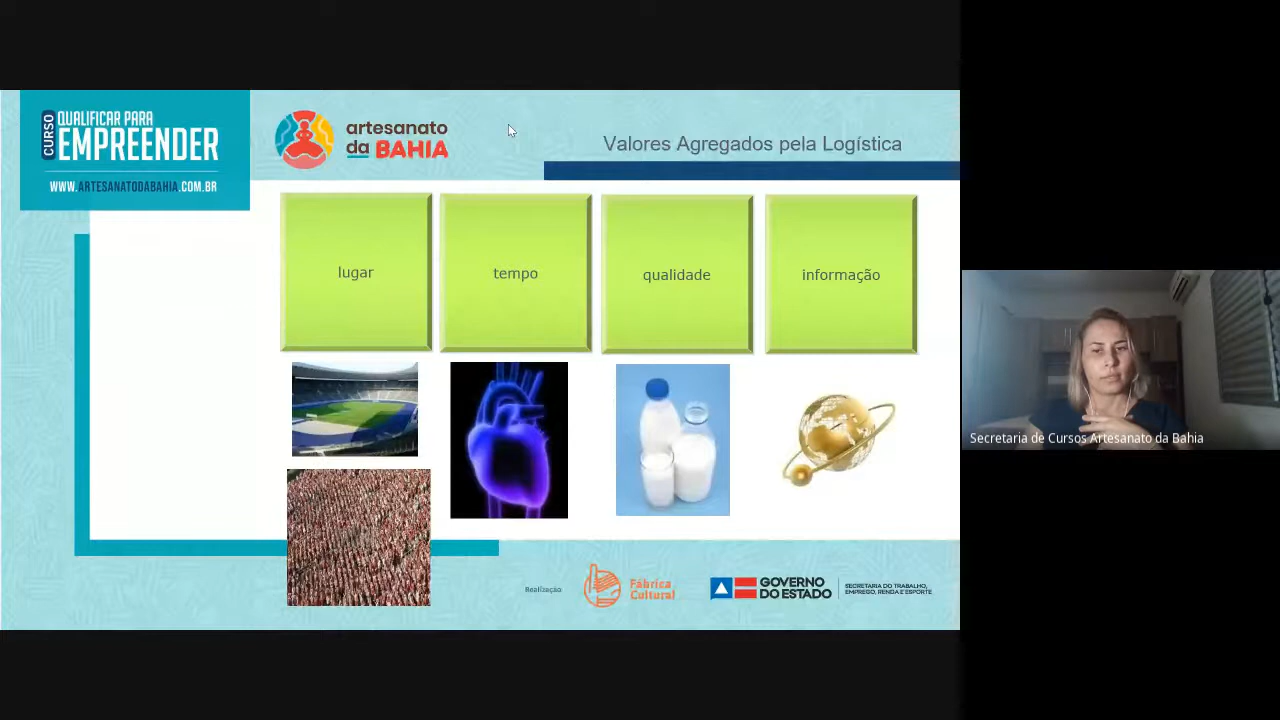 CURSO
QUALIFICAR PARA
EMPREENDER
WWW.ARTESANATODABAHIA.COM.BR
artesanato
da BAHIA
Valores Agregados pela Logística
lugar
tempo
qualidade
informação
Secretaria de Cursos Artesanato da Bahia
Realização
Fábrica
Cultural
GOVERNO
DO ESTADO
SECRETARIA DO TRABALHO,
EMPREGO, RENDA E ESPORTE